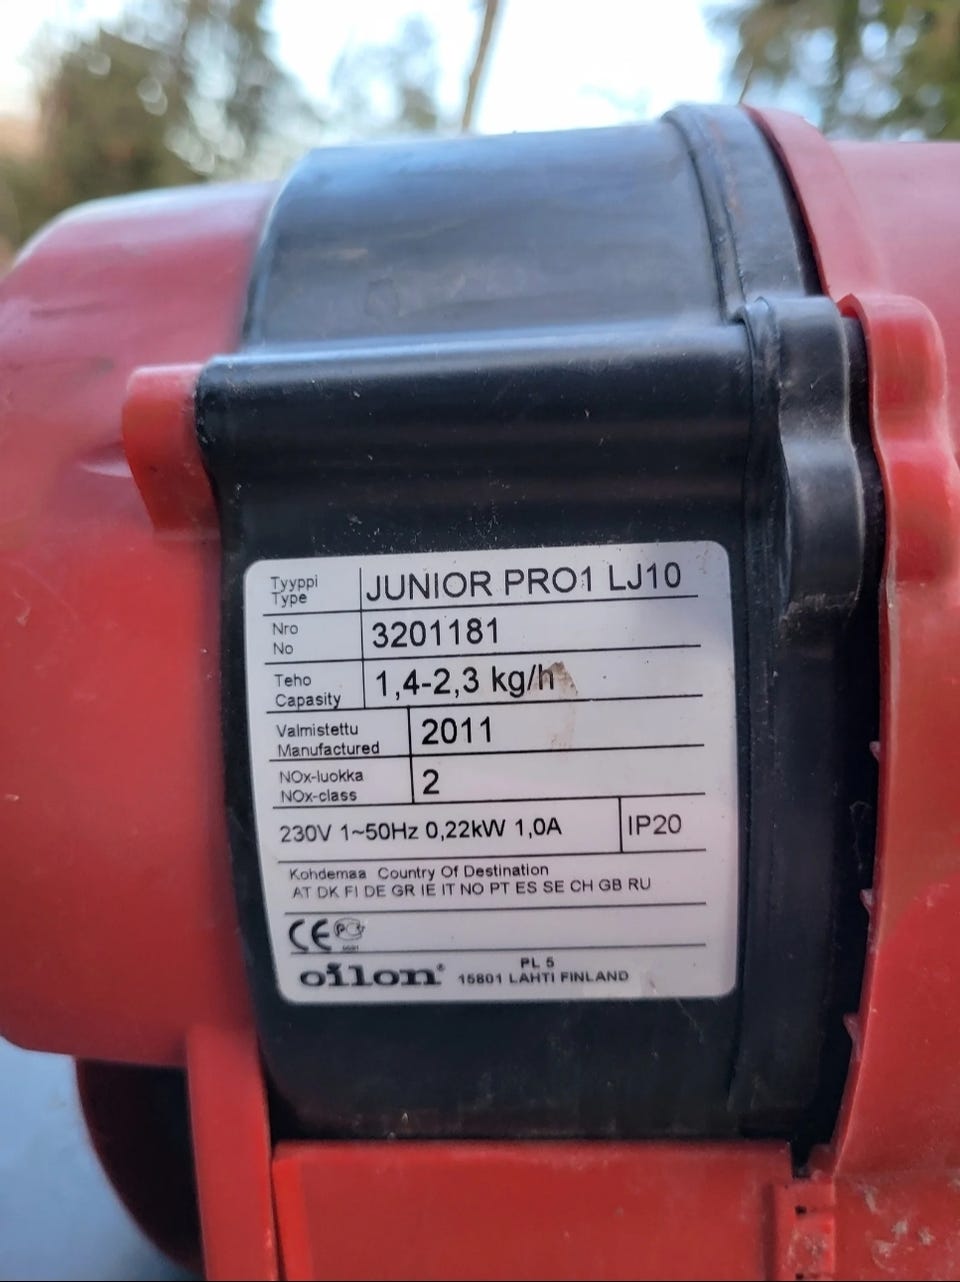 Tyyppi
Type
JUNIOR PRO1 LJ10
Nro
No
3201181
Teho
Capasity
1,4-2,3 kg/h
Valmistettu
Manufactured
2011
NOx-luokka
NOx-class
2
230V 1~50Hz 0,22kW 1,0A
IP20
Kohdemaa Country Of Destination
AT DK FI DE GR IE IT NO PT ES SE CH GB RU
CE
oilon®
PL 5
15801 LAHTI FINLAND